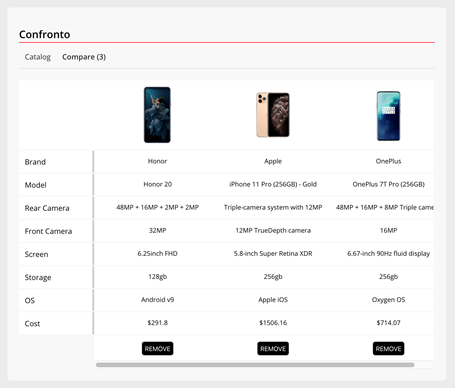 Confronto
Catalog Compare (3)
Brand Honor Apple OnePlus
Model Honor 20 iPhone 11 Pro (256GB) - Gold OnePlus 7T Pro (256GB)
Rear Camera 48MP + 16MP + 2MP + 2MP Triple-camera system with 12MP 48MP + 16MP + 8MP Triple came
Front Camera 32MP 12MP TrueDepth camera 16MP
Screen 6.25inch FHD 5.8-inch Super Retina XDR 6.67-inch 90Hz fluid display
Storage 128gb 256gb 256gb
OS Android v9 Apple iOS Oxygen OS
Cost $291.8 $1506.16 $714.07
REMOVE REMOVE REMOVE